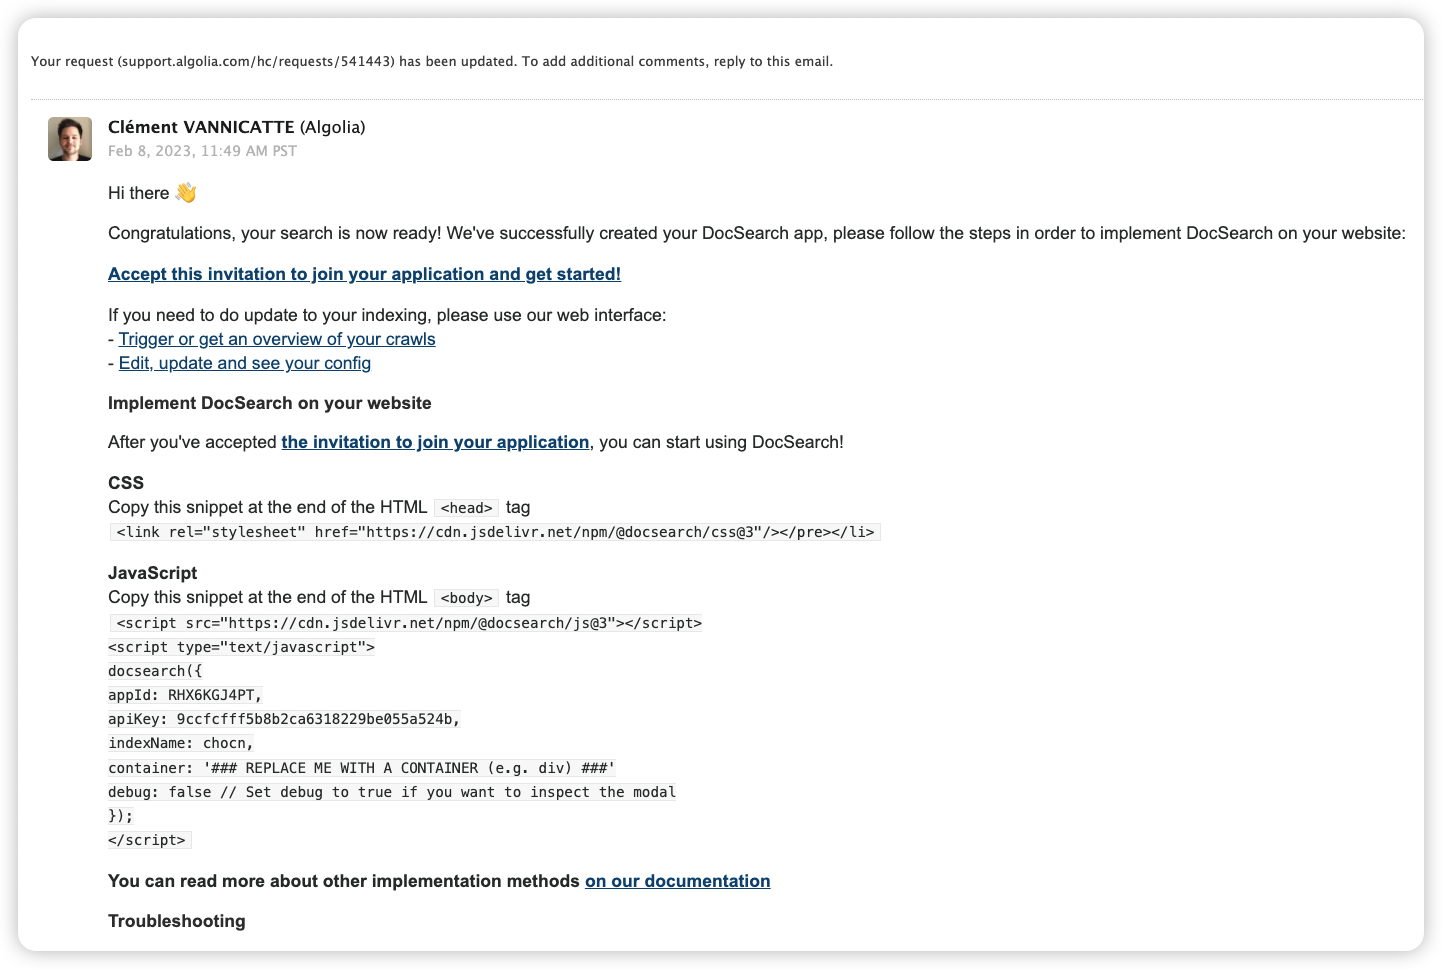 Your request (support.algolia.com/hc/requests/541443) has been updated. To add additional comments, reply to this email.
Clément VANNICATTE (Algolia)
Feb 8, 2023, 11:49 AM PST
Hi there 👋
Congratulations, your search is now ready! We've successfully created your DocSearch app, please follow the steps in order to implement DocSearch on your website:
Accept this invitation to join your application and get started!
If you need to do update to your indexing, please use our web interface:
- Trigger or get an overview of your crawls
- Edit, update and see your config
Implement DocSearch on your website
After you've accepted the invitation to join your application, you can start using DocSearch!
CSS
Copy this snippet at the end of the HTML <head> tag
<link rel="stylesheet" href="https://cdn.jsdelivr.net/npm/@docsearch/css@3"/></pre></li>
JavaScript
Copy this snippet at the end of the HTML <body> tag
<script src="https://cdn.jsdelivr.net/npm/@docsearch/js@3"></script>
<script type="text/javascript">
docsearch({
appId: RHX6KGJ4PT,
apiKey: 9ccfcfff5b8b2ca6318229be055a524b,
indexName: chocn,
container: '### REPLACE ME WITH A CONTAINER (e.g. div) ###'
debug: false // Set debug to true if you want to inspect the modal
});
</script>
You can read more about other implementation methods on our documentation
Troubleshooting